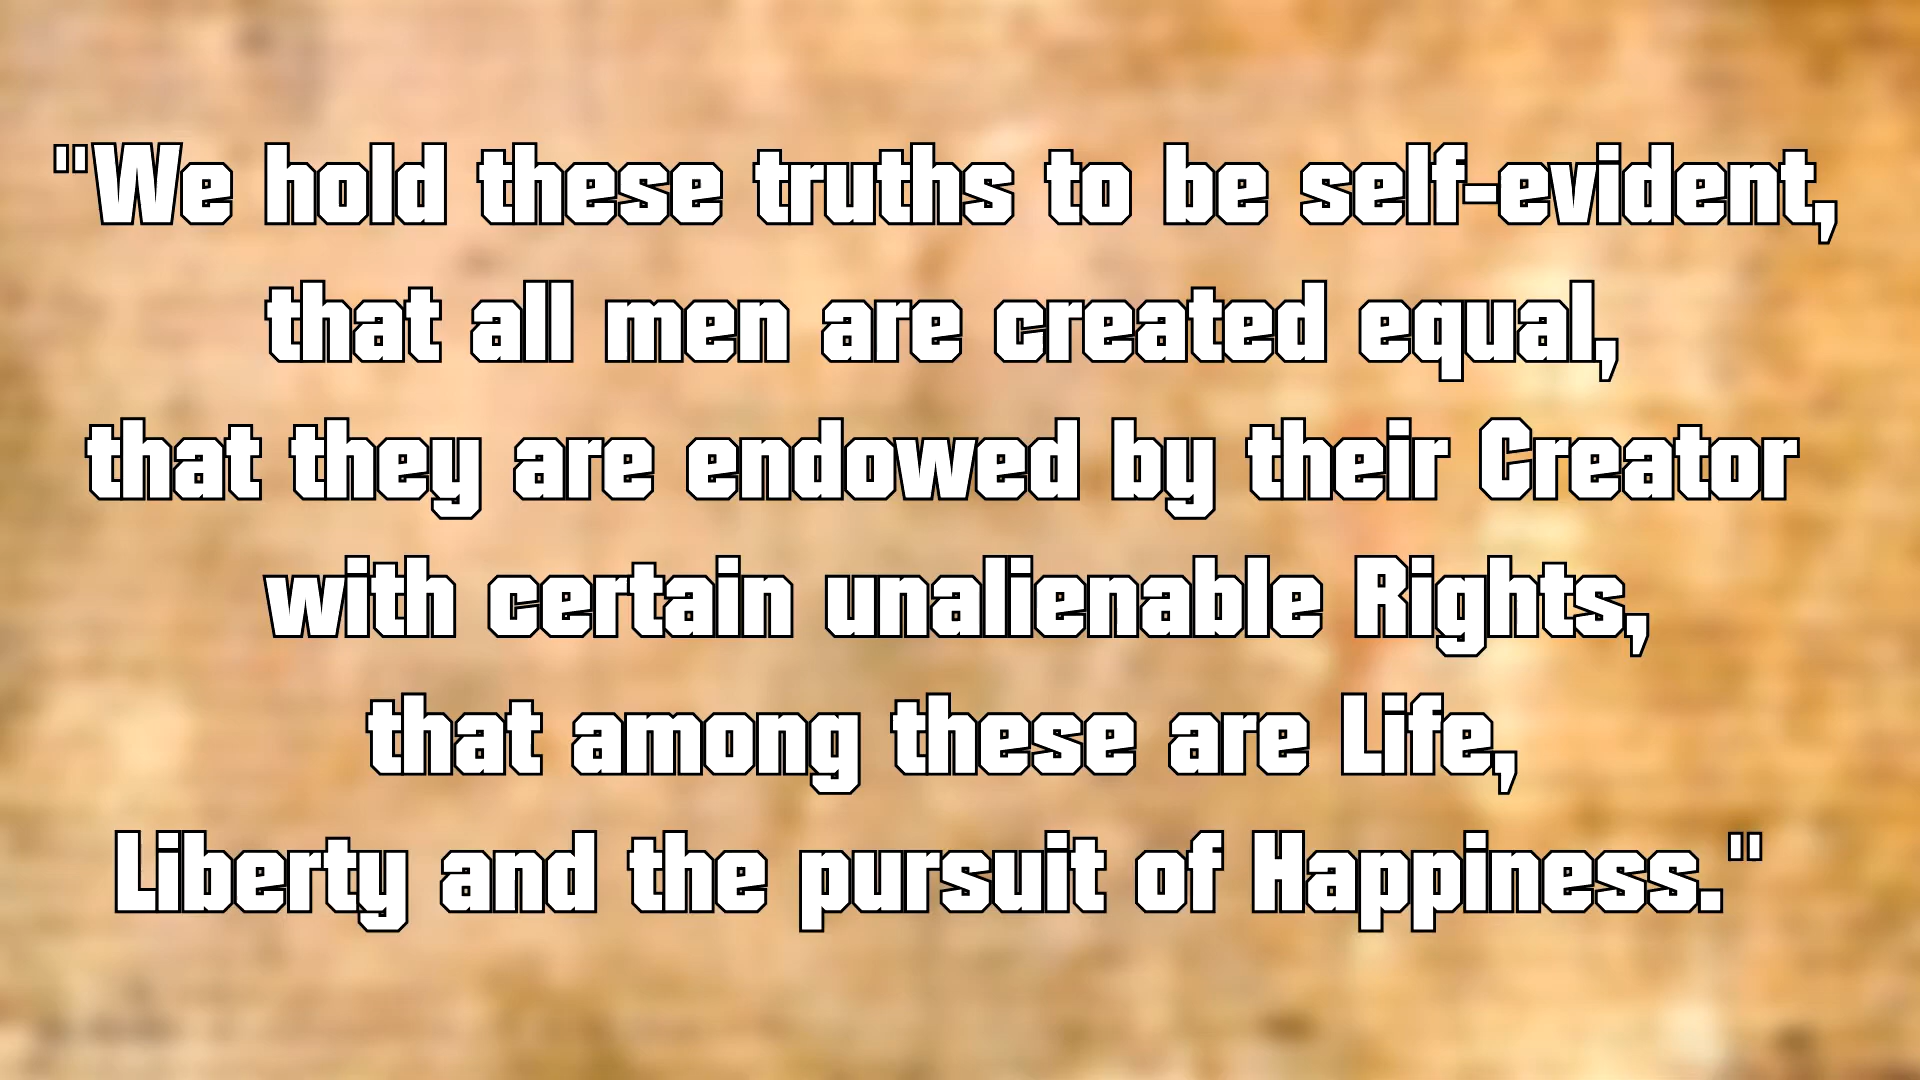 "We hold these truths to be self-evident,
that all men are created equal,
that they are endowed by their Creator
with certain unalienable Rights,
that among these are Life,
Liberty and the pursuit of Happiness."